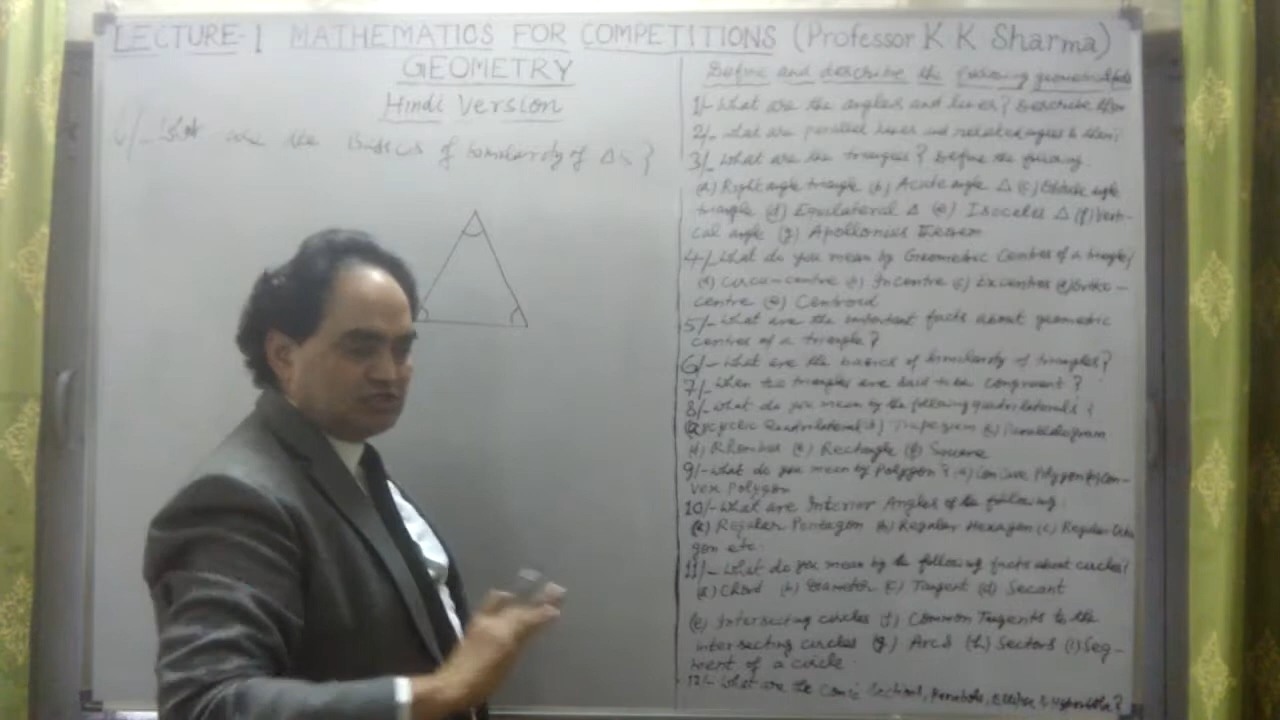 LECTURE-1 MATHEMATICS FOR COMPETITIONS (Professor K K Sharma)
GEOMETRY
Hindi Version
6/- What are the Basics of Similarity of Δs?
Define and describe the following geometrical
1/- What are the angles and lines? Describe them
2/- What are parallel lines and related angles to them?
3/- What are the triangles? Define the following.
(a) Right angle triangle (b) Acute angle Δ (c) Obtuse angle
triangle (d) Equilateral Δ (e) Isoceles Δ (f) Verti-
cal angle (g) Apollonius Teorem
4/- What do you mean by Geometric Centres of a triangle?
(a) Circum-centre (b) Incentre (c) Excentres (d) Ortho-
centre (e) Centroid
5/- What are the important facts about geometric
centres of a triangle?
6/- What are the basics of similarity of triangles?
7/- When two triangles are said to be congruent?
8/- What do you mean by the following quadrilaterals?
(a) Cyclic Quadrilateral (b) Trapezium (c) Parallelogram
(d) Rhombus (e) Rectangle (f) Square
9/- What do you mean by Polygon? (a) Concave Polygon (b) Con-
vex Polygon
10/- What are Interior Angles of the following.
(a) Regular Pentagon (b) Regular Hexagon (c) Regular Octa
gon etc.
11/- What do you mean by the following facts about circles?
(a) Chord (b) Diameter (c) Tangent (d) Secant
(e) Intersecting circles (f) Common Tangents to the
intersecting circles (g) Arcs (h) Sectors (i) Seg-
ment of a circle.
12/- What are the Conic Sections, Parabola, Ellipse & Hyperbola?